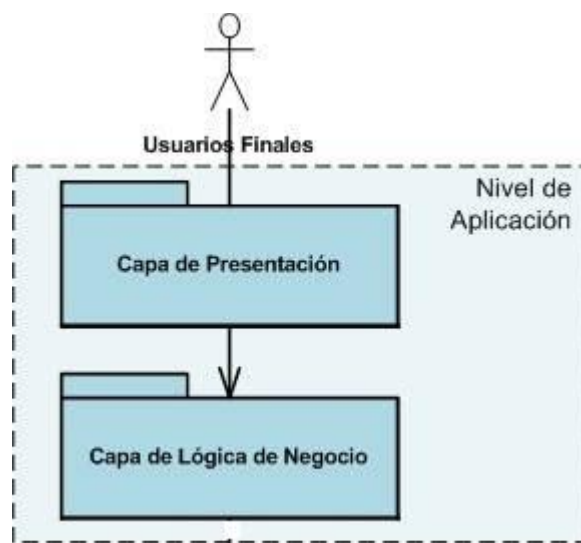 Usuarios Finales
Nivel de
Aplicación
Capa de Presentación
Capa de Lógica de Negocio